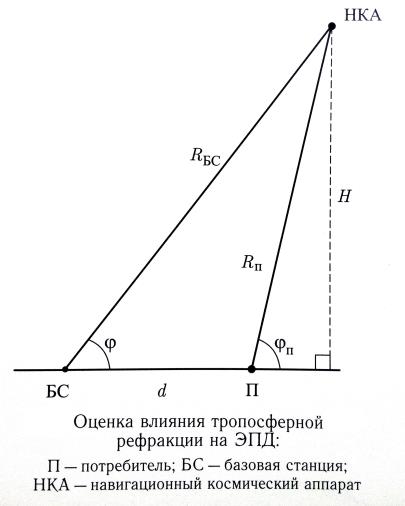 НКА
R_БС
H
R_п
φ
φ_п
БС
d
П
Оценка влияния тропосферной
рефракции на ЭПД:
П — потребитель; БС — базовая станция;
НКА — навигационный космический аппарат